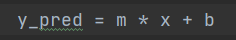 y_pred = m * x + b